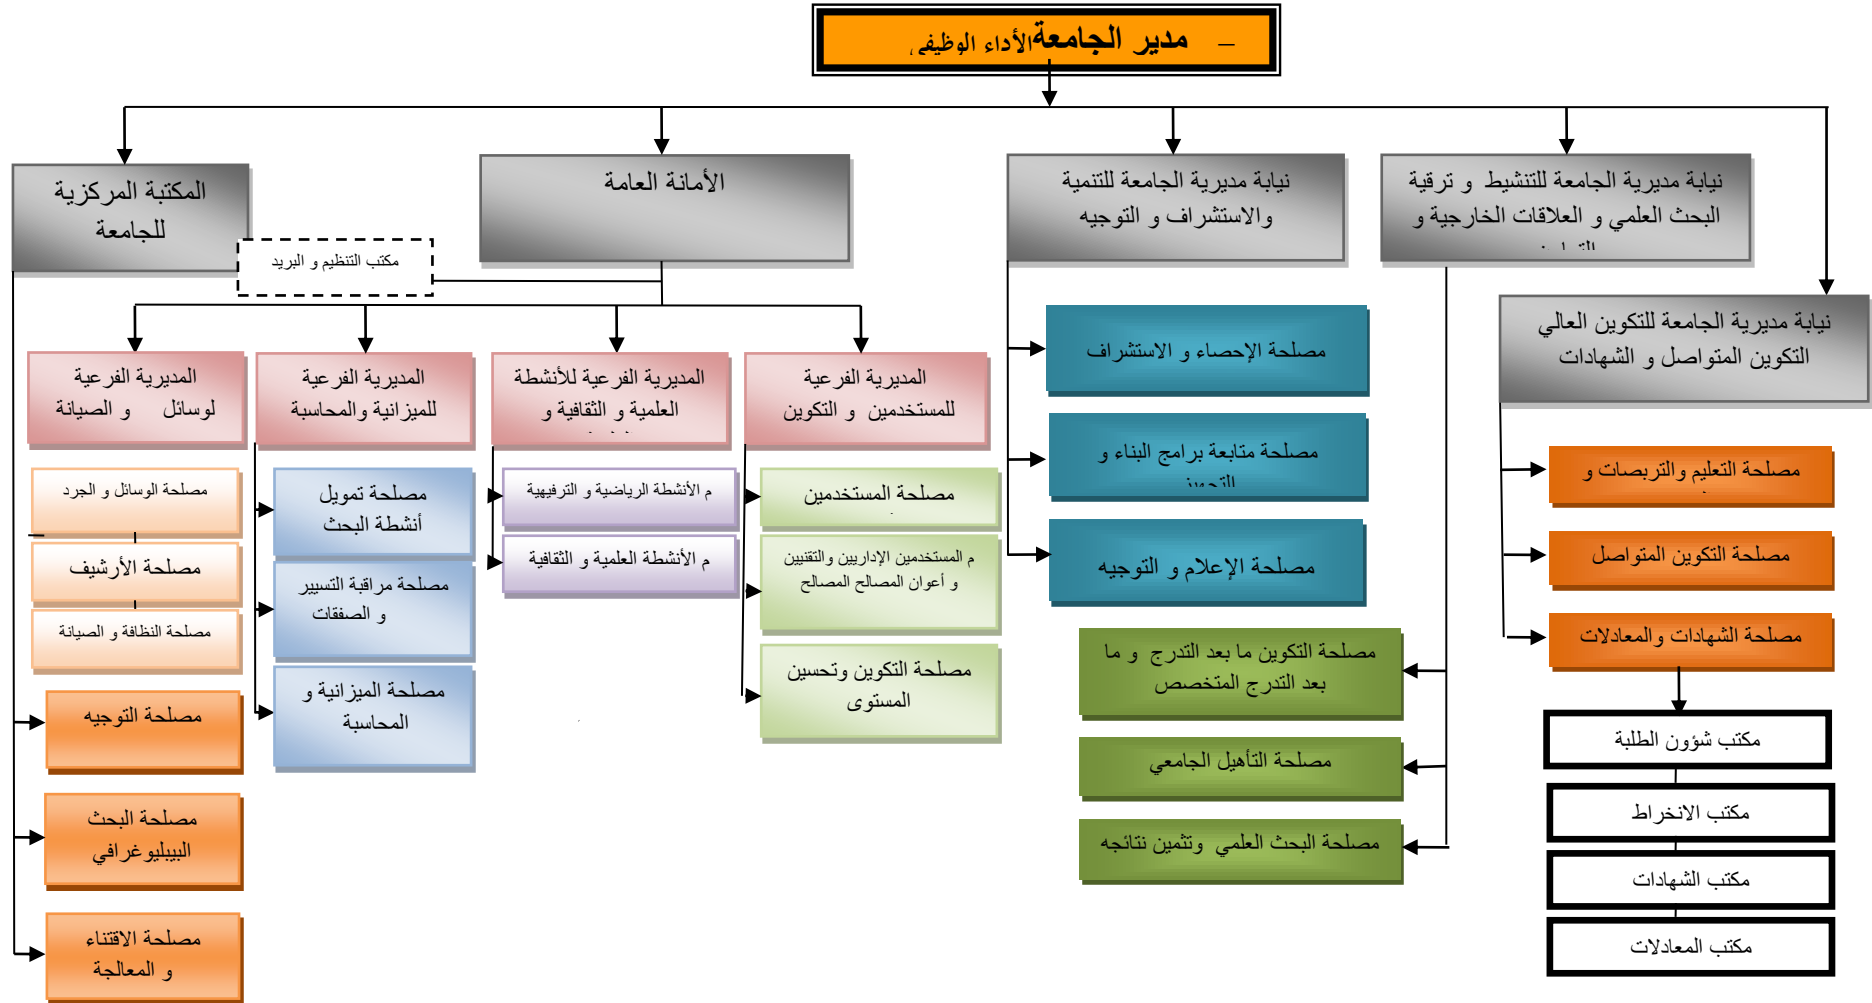 – مدير الجامعة الأداء الوظيفي
نيابة مديرية الجامعة للتنشيط و ترقية
البحث العلمي و العلاقات الخارجية و
نيابة مديرية الجامعة للتنمية
والاستشراف و التوجيه
الأمانة العامة
المكتبة المركزية
للجامعة
مكتب التنظيم و البريد
نيابة مديرية الجامعة للتكوين العالي
التكوين المتواصل و الشهادات
مصلحة التعليم والتربصات و
مصلحة التكوين المتواصل
مصلحة الشهادات والمعادلات
مكتب شؤون الطلبة
مكتب الانخراط
مكتب الشهادات
مكتب المعادلات
مصلحة الإحصاء و الاستشراف
مصلحة متابعة برامج البناء و
التجهيز
مصلحة الإعلام و التوجيه
مصلحة التكوين ما بعد التدرج و ما
بعد التدرج المتخصص
مصلحة التأهيل الجامعي
مصلحة البحث العلمي وتثمين نتائجه
المديرية الفرعية
للمستخدمين و التكوين
مصلحة المستخدمين
م المستخدمين الإداريين والتقنيين
و أعوان المصالح المصالح
مصلحة التكوين وتحسين
المستوى
المديرية الفرعية للأنشطة
العلمية و الثقافية و
م الأنشطة الرياضية و الترفيهية
م الأنشطة العلمية و الثقافية
المديرية الفرعية
للميزانية والمحاسبة
مصلحة تمويل
أنشطة البحث
مصلحة مراقبة التسيير
و الصفقات
مصلحة الميزانية و
المحاسبة
المديرية الفرعية
لوسائل و الصيانة
مصلحة الوسائل و الجرد
مصلحة الأرشيف
مصلحة النظافة و الصيانة
مصلحة التوجيه
مصلحة البحث
البيبليوغرافي
مصلحة الاقتناء
و المعالجة